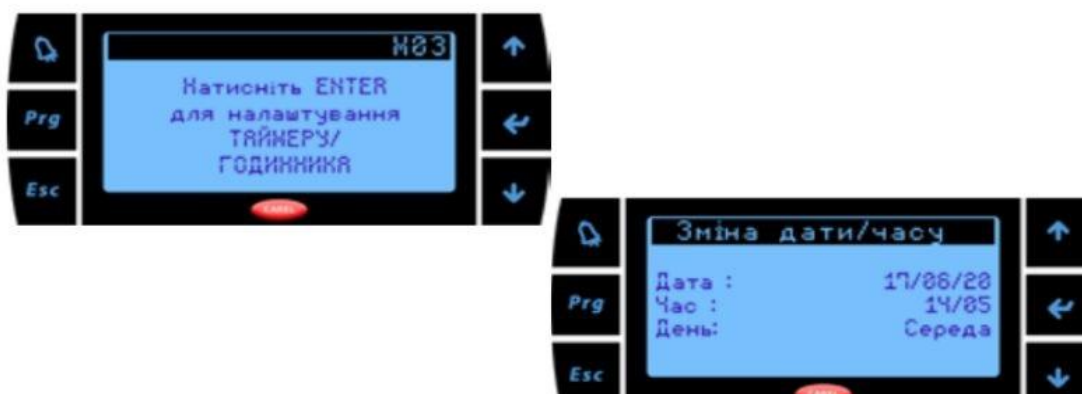 M03
Натисніть ENTER
для налаштування
ТАЙМЕРУ/
ГОДИННИКА
Prg
Esc
CAREL
Зміна дати/часу
Дата : 17/06/20
Час : 14/05
День: Середа
Prg
Esc